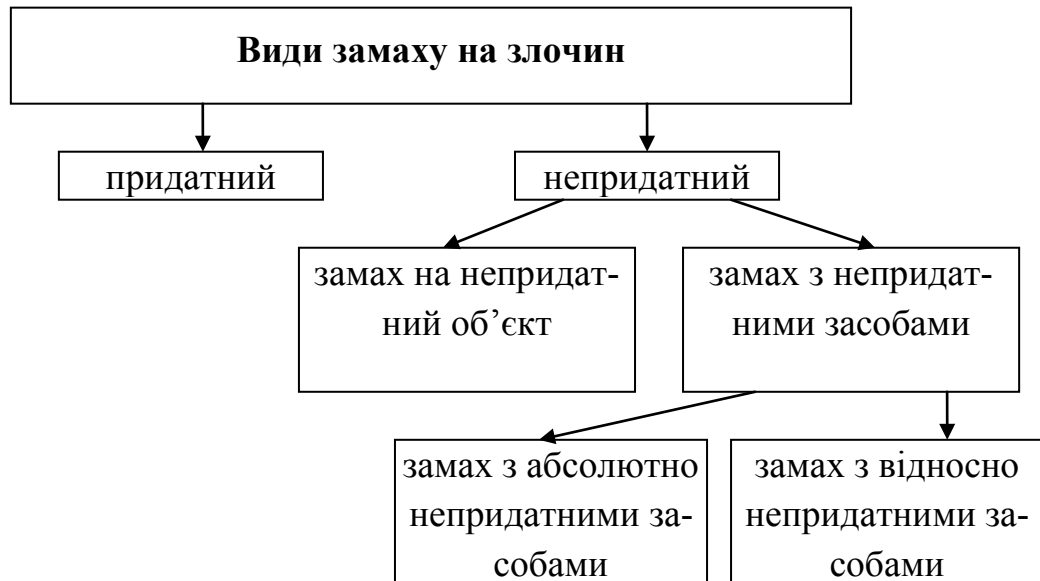 Види замаху на злочин
придатний
непридатний
замах на непридат-
ний об’єкт
замах з непридат-
ними засобами
замах з абсолютно
непридатними за-
собами
замах з відносно
непридатними за-
собами